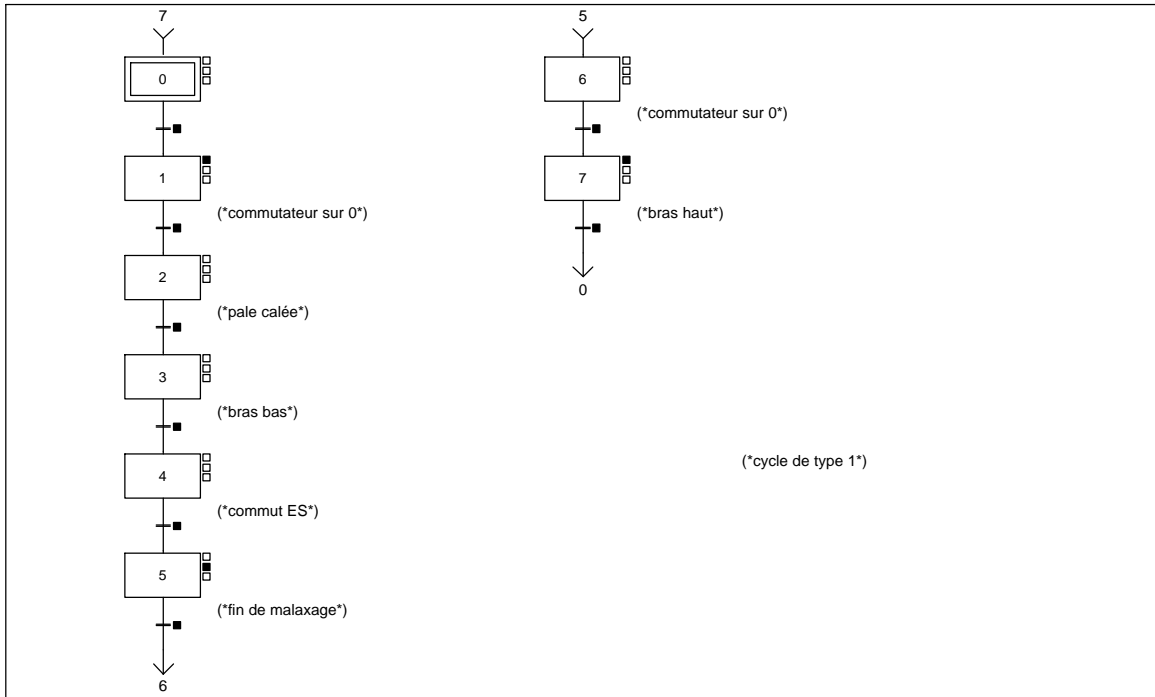 7
0
1
(*commutateur sur 0*)
2
(*pale calée*)
3
(*bras bas*)
4
(*commut ES*)
5
(*fin de malaxage*)
6
5
6
(*commutateur sur 0*)
7
(*bras haut*)
0
(*cycle de type 1*)